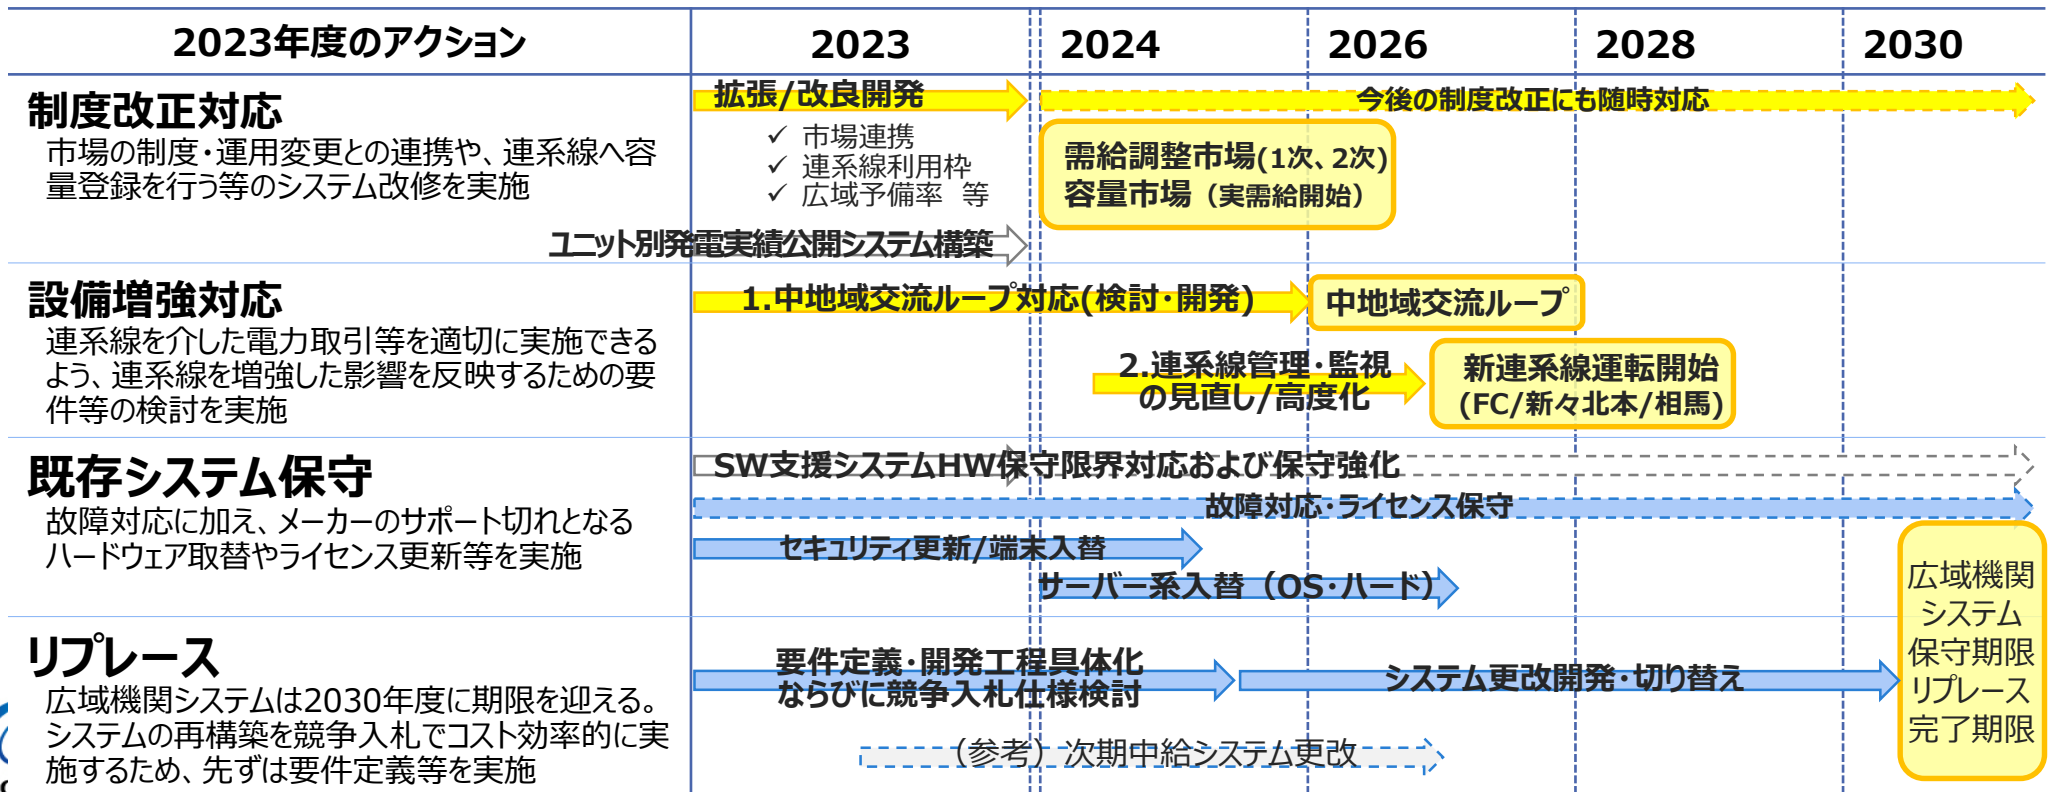 2023年度のアクション
2023
2024
2026
2028
2030
制度改正対応
市場の制度・運用変更との連携や、連系線へ容
量登録を行う等のシステム改修を実施
拡張/改良開発
✓ 市場連携
✓ 連系線利用枠
✓ 広域予備率 等
今後の制度改正にも随時対応
需給調整市場(1次、2次)
容量市場（実需給開始）
ユニット別発電実績公開システム構築
設備増強対応
連系線を介した電力取引等を適切に実施できる
よう、連系線を増強した影響を反映するための要
件等の検討を実施
1.中地域交流ループ対応(検討・開発)
中地域交流ループ
2.連系線管理・監視
の見直し/高度化
新連系線運転開始
(FC/新々北本/相馬)
既存システム保守
故障対応に加え、メーカーのサポート切れとなる
ハードウェア取替やライセンス更新等を実施
SW支援システムHW保守限界対応および保守強化
故障対応・ライセンス保守
セキュリティ更新/端末入替
サーバー系入替（OS・ハード）
リプレース
広域機関システムは2030年度に期限を迎える。
システムの再構築を競争入札でコスト効率的に実
施するため、先ずは要件定義等を実施
要件定義・開発工程具体化
ならびに競争入札仕様検討
システム更改開発・切り替え
（参考）次期中給システム更改
広域機関
システム
保守期限
リプレース
完了期限